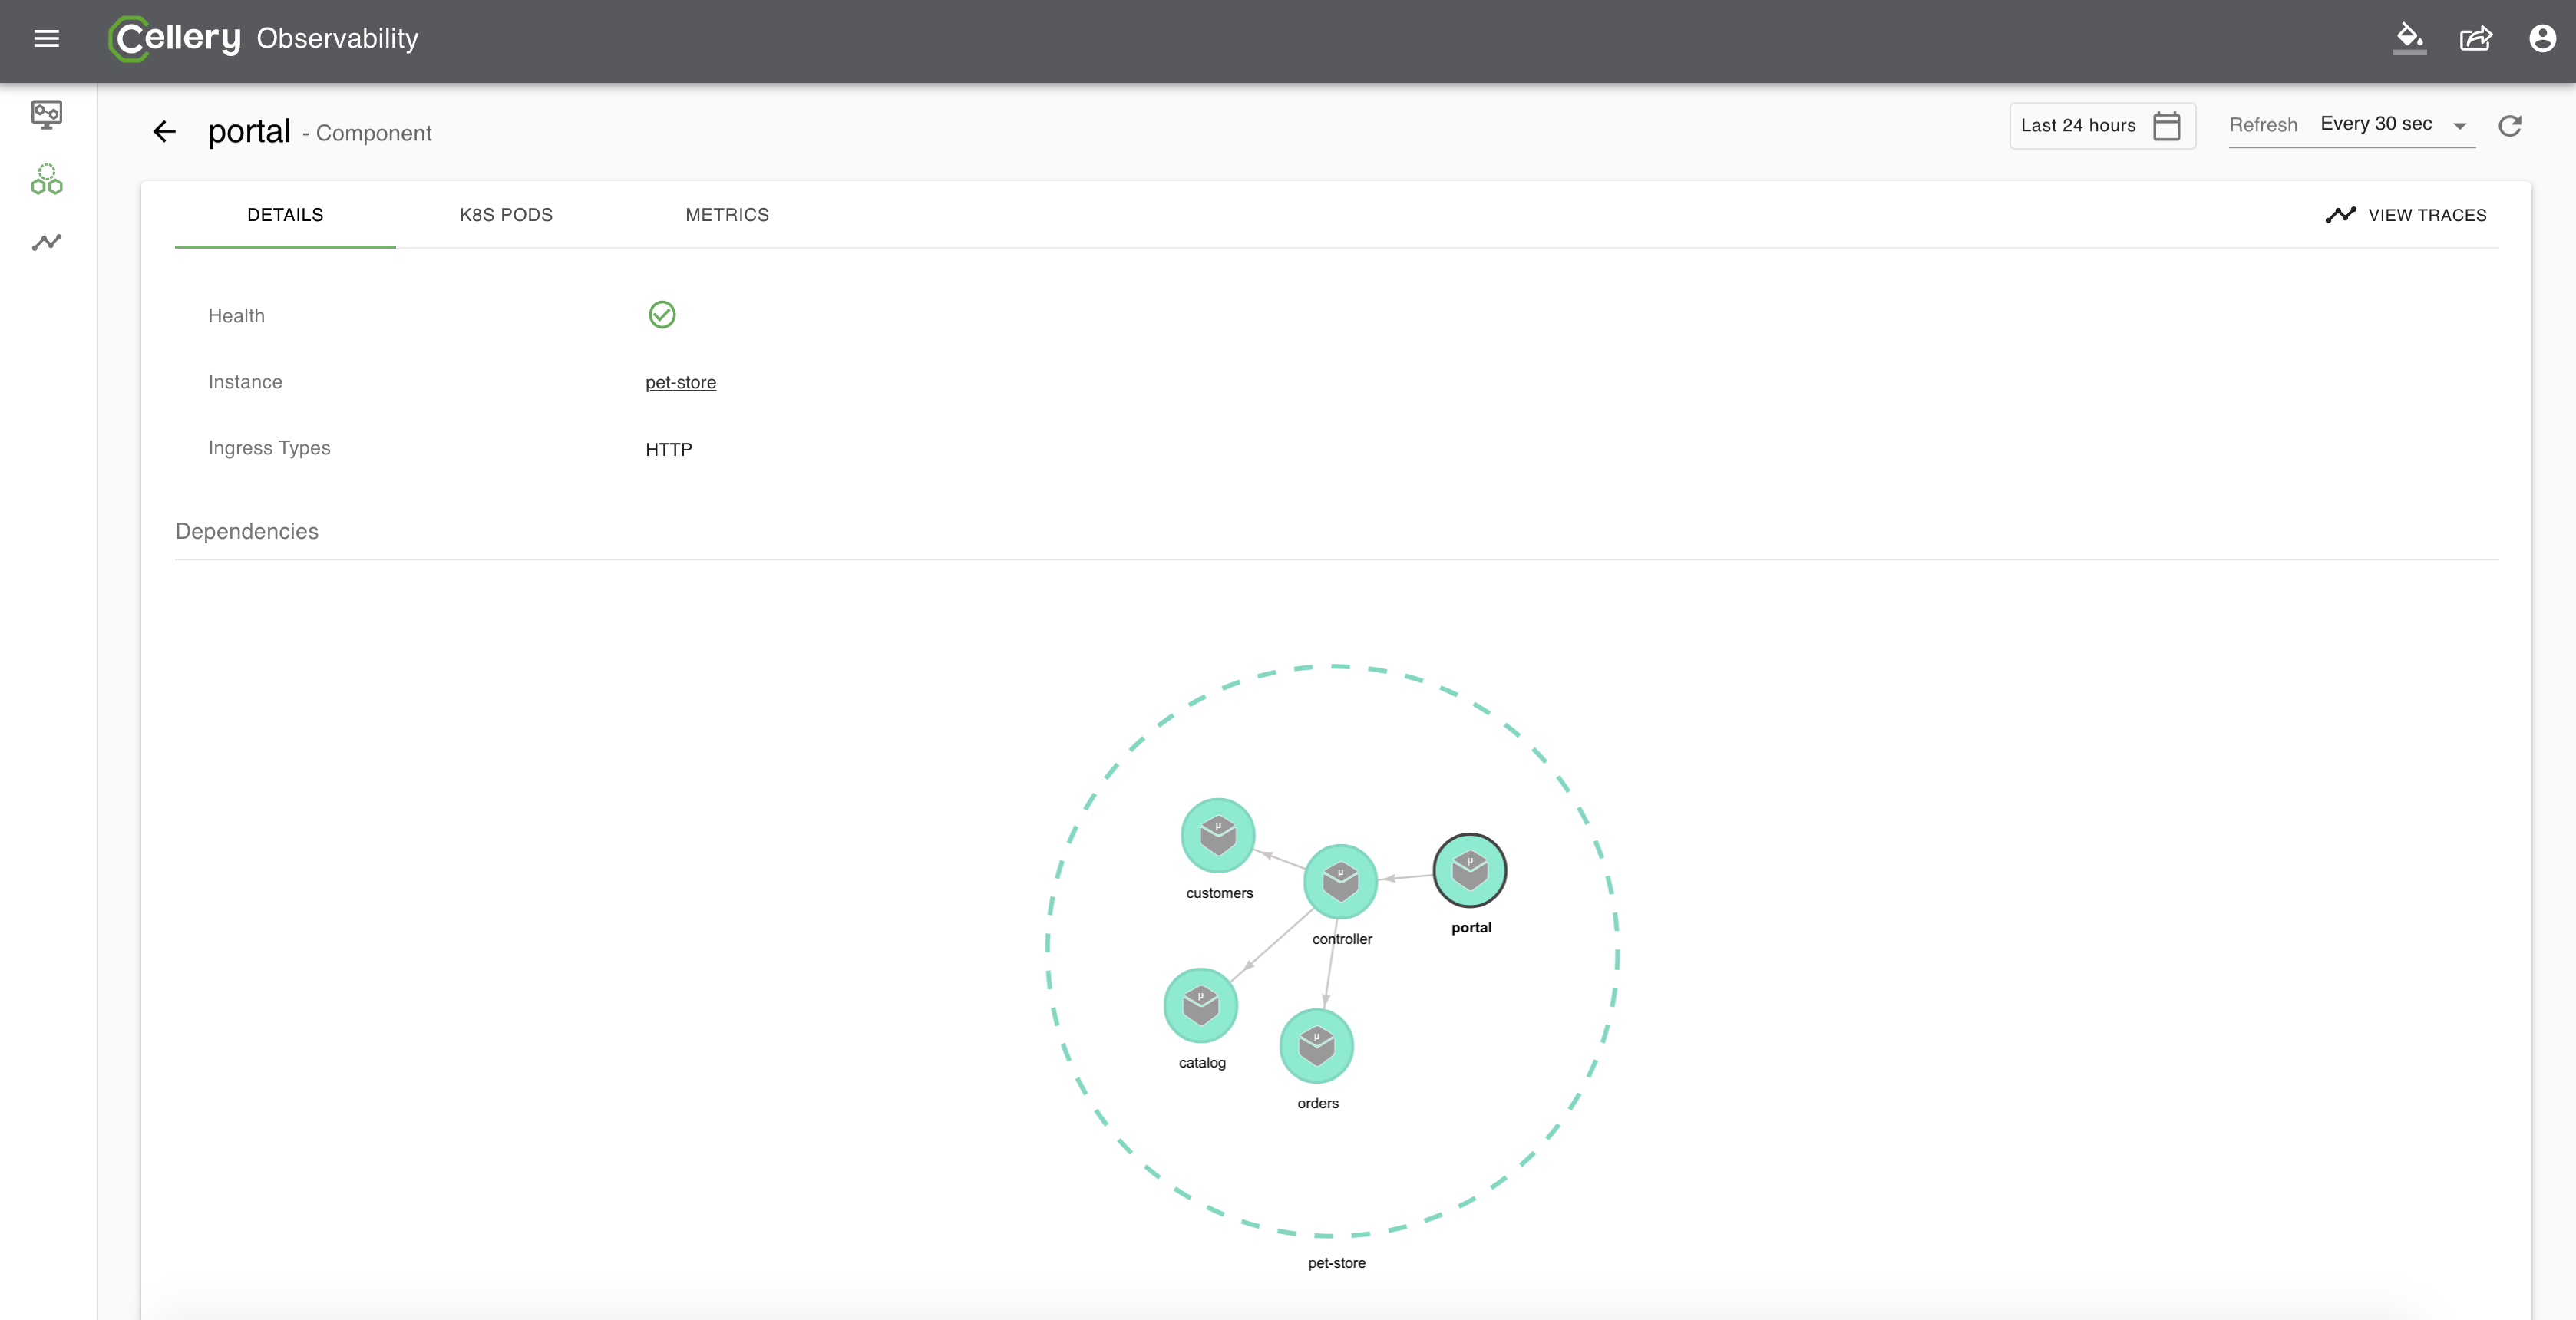 Cellery Observability
portal - Component
Last 24 hours
Refresh Every 30 sec
DETAILS
K8S PODS
METRICS
VIEW TRACES
Health
Instance pet-store
Ingress Types HTTP
Dependencies
μ
customers
μ
controller
μ
portal
μ
catalog
μ
orders
pet-store